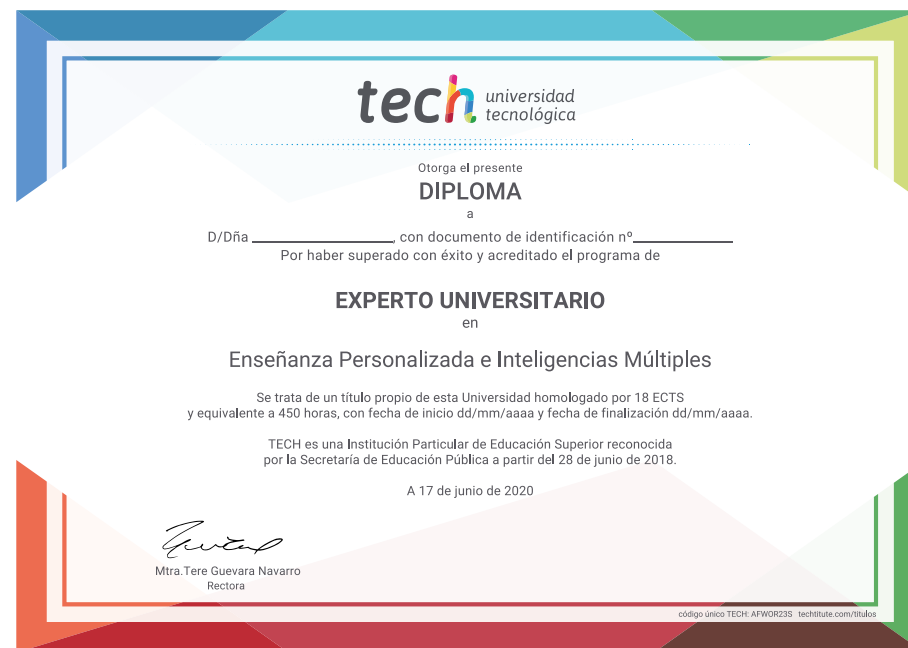 tech universidad
tecnológica
Otorga el presente
DIPLOMA
a
D/Dña ____________________, con documento de identificación nº______________
Por haber superado con éxito y acreditado el programa de
EXPERTO UNIVERSITARIO
en
Enseñanza Personalizada e Inteligencias Múltiples
Se trata de un título propio de esta Universidad homologado por 18 ECTS
y equivalente a 450 horas, con fecha de inicio dd/mm/aaaa y fecha de finalización dd/mm/aaaa.
TECH es una Institución Particular de Educación Superior reconocida
por la Secretaría de Educación Pública a partir del 28 de junio de 2018.
A 17 de junio de 2020
Mtra.Tere Guevara Navarro
Rectora
código único TECH: AFWOR23S techtitute.com/titulos